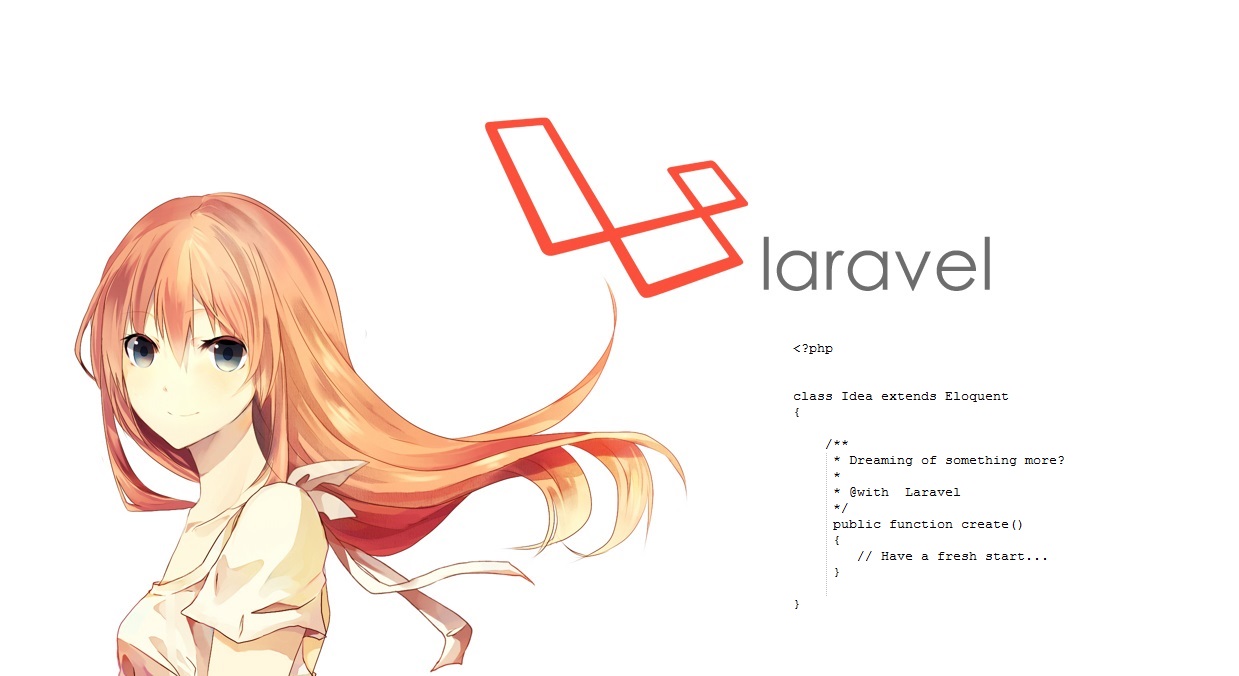 laravel
<?php
class Idea extends Eloquent
{
/**
* Dreaming of something more?
*
* @with  Laravel
*/
public function create()
{
// Have a fresh start...
}
}